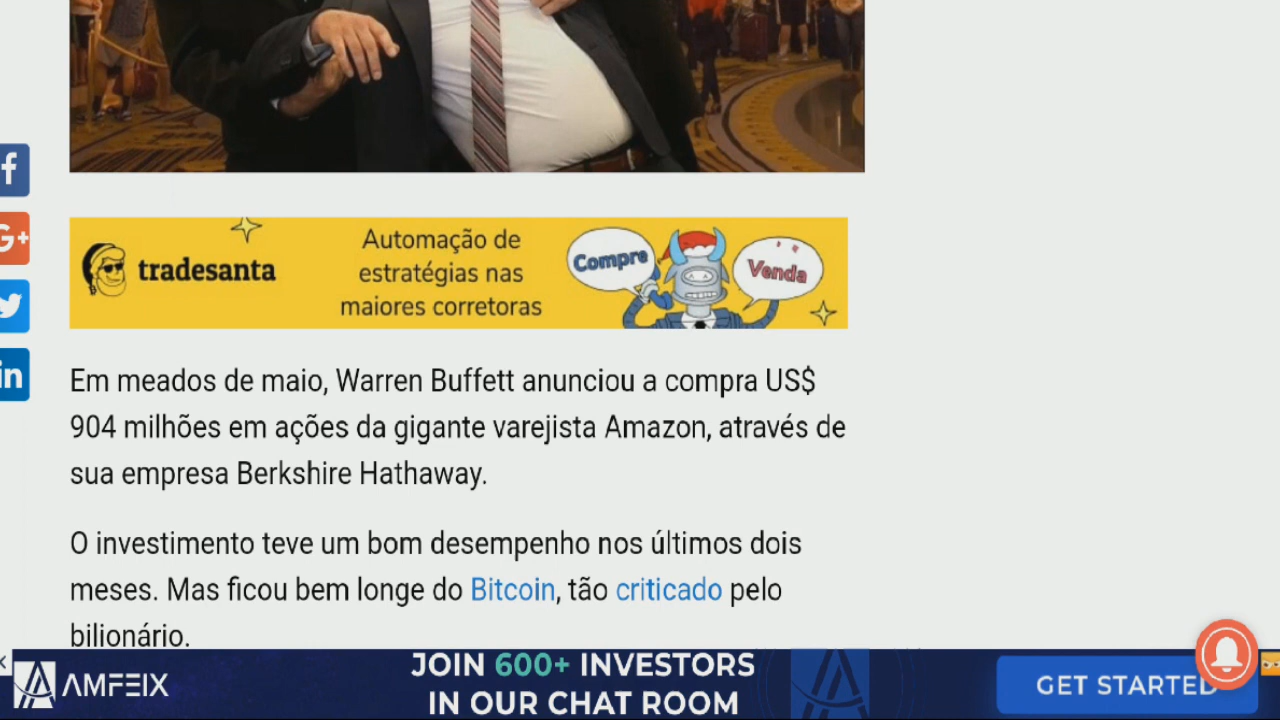 f
G+
in
tradesanta
Automação de
estratégias nas
maiores corretoras
Compre
Venda
Em meados de maio, Warren Buffett anunciou a compra US$
904 milhões em ações da gigante varejista Amazon, através de
sua empresa Berkshire Hathaway.
O investimento teve um bom desempenho nos últimos dois
meses. Mas ficou bem longe do Bitcoin, tão criticado pelo
bilionário.
x
AMFEIX
JOIN 600+ INVESTORS
IN OUR CHAT ROOM
GET STARTED